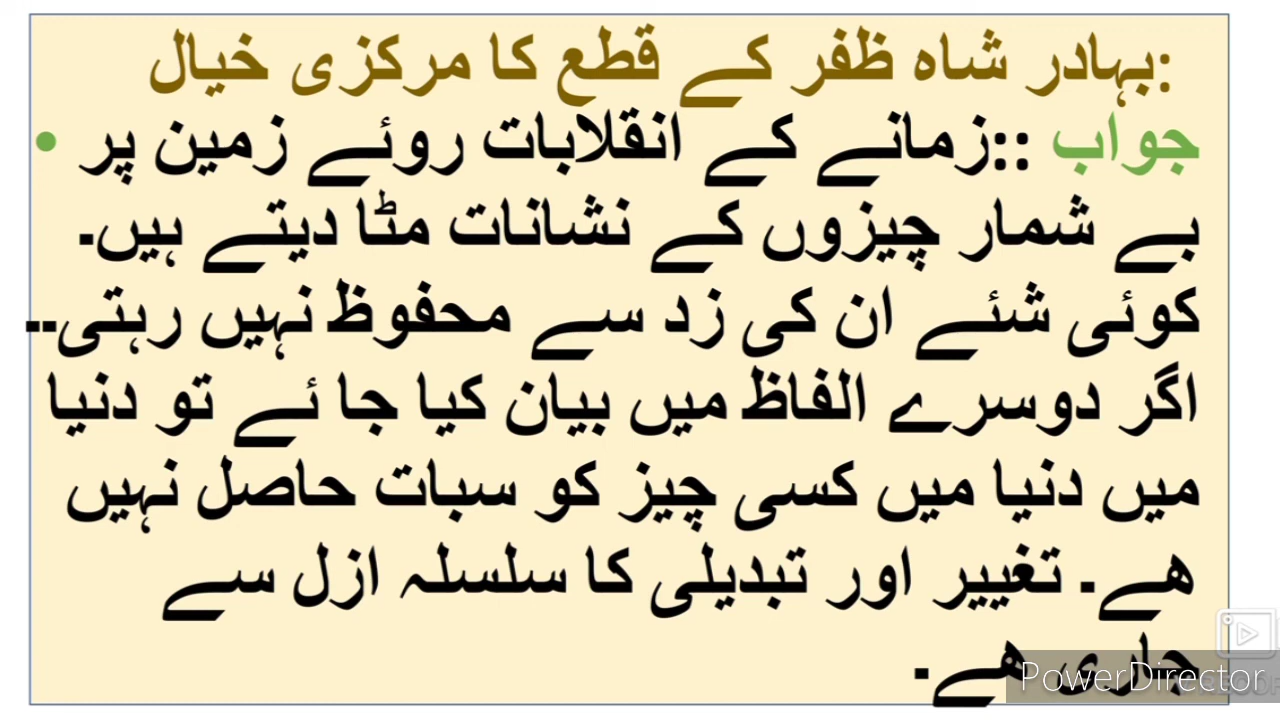 بہادر شاہ ظفر کے قطع کا مرکزی خیال:
جواب ::زمانے کے انقلابات روئے زمین پر
بے شمار چیزوں کے نشانات مٹا دیتے ہیں۔
کوئی شئے ان کی زد سے محفوظ نہیں رہتی۔۔
اگر دوسرے الفاظ میں بیان کیا جا ئے تو دنیا
میں دنیا میں کسی چیز کو سبات حاصل نہیں
ھے۔ تغییر اور تبدیلی کا سلسلہ ازل سے
جاری ھے۔
PowerDirector